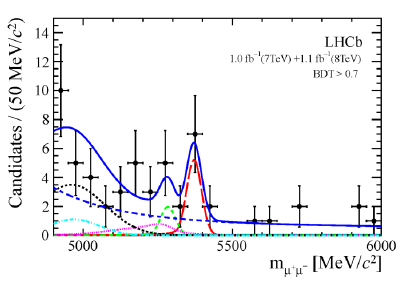 LHCb
1.0 fb⁻¹(7TeV) +1.1 fb⁻¹(8TeV)
BDT > 0.7
Candidates / (50 MeV/c²)
14
12
10
8
6
4
2
0
5000
5500
6000
m_μ⁺μ⁻ [MeV/c²]